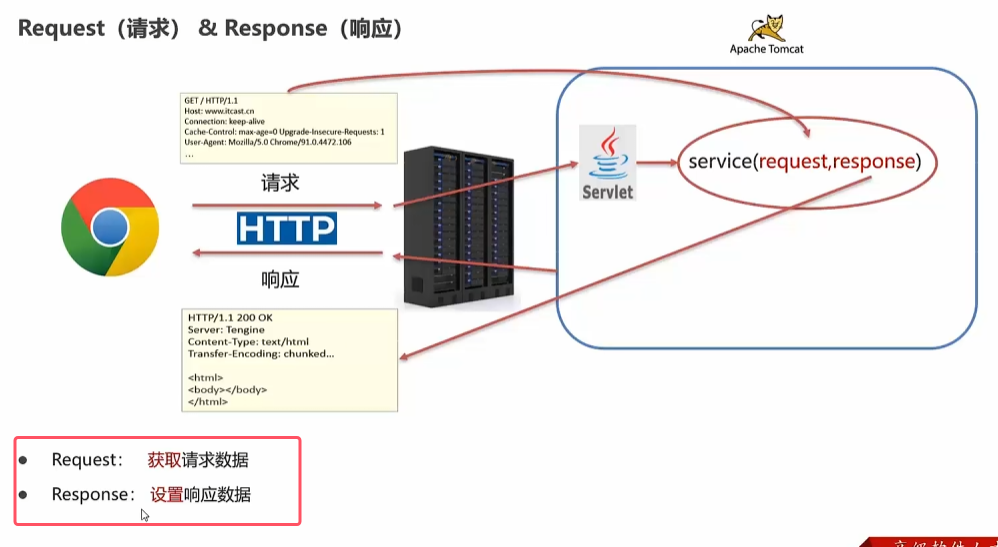 Request（请求） & Response（响应）
Apache Tomcat
GET / HTTP/1.1
Host: www.itcast.cn
Connection: keep-alive
Cache-Control: max-age=0 Upgrade-Insecure-Requests: 1
User-Agent: Mozilla/5.0 Chrome/91.0.4472.106
...
请求
HTTP
响应
Servlet
service(request,response)
HTTP/1.1 200 OK
Server: Tengine
Content-Type: text/html
Transfer-Encoding: chunked...
<html>
<body></body>
</html>
● Request： 获取请求数据
● Response： 设置响应数据